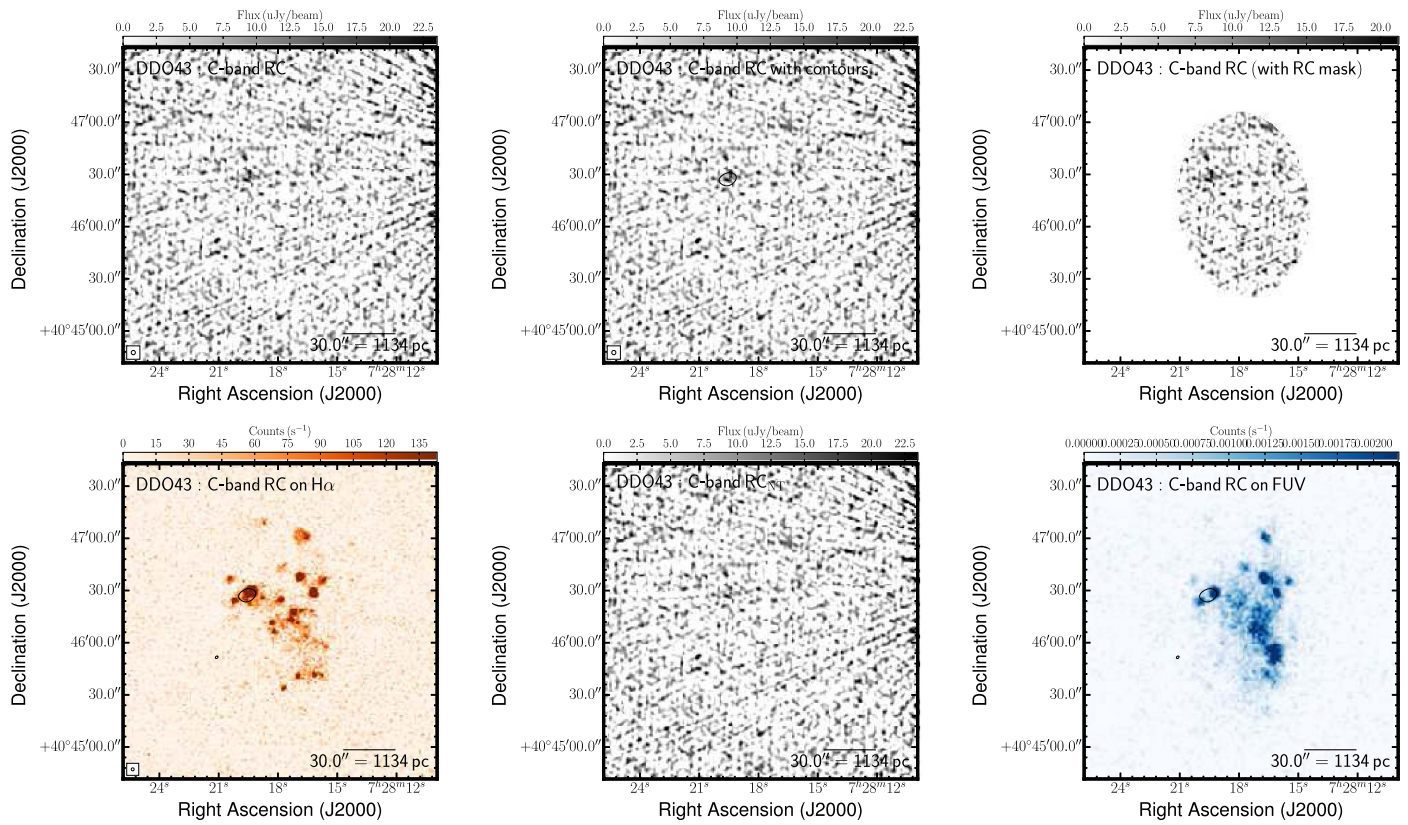 Flux (uJy/beam)
0.0 2.5 5.0 7.5 10.0 12.5 15.0 17.5 20.0 22.5
DDO43 : C-band RC
Declination (J2000)
30.0″
47′00.0″
30.0″
46′00.0″
30.0″
+40°45′00.0″
30.0″ = 1134 pc
24ˢ 21ˢ 18ˢ 15ˢ 7ʰ28ᵐ12ˢ
Right Ascension (J2000)
Flux (uJy/beam)
0.0 2.5 5.0 7.5 10.0 12.5 15.0 17.5 20.0 22.5
DDO43 : C-band RC with contours
Declination (J2000)
30.0″
47′00.0″
30.0″
46′00.0″
30.0″
+40°45′00.0″
30.0″ = 1134 pc
24ˢ 21ˢ 18ˢ 15ˢ 7ʰ28ᵐ12ˢ
Right Ascension (J2000)
Flux (uJy/beam)
0.0 2.5 5.0 7.5 10.0 12.5 15.0 17.5 20.0
DDO43 : C-band RC (with RC mask)
Declination (J2000)
30.0″
47′00.0″
30.0″
46′00.0″
30.0″
+40°45′00.0″
30.0″ = 1134 pc
24ˢ 21ˢ 18ˢ 15ˢ 7ʰ28ᵐ12ˢ
Right Ascension (J2000)
Counts (s⁻¹)
0 15 30 45 60 75 90 105 120 135
DDO43 : C-band RC on Hα
Declination (J2000)
30.0″
47′00.0″
30.0″
46′00.0″
30.0″
+40°45′00.0″
30.0″ = 1134 pc
24ˢ 21ˢ 18ˢ 15ˢ 7ʰ28ᵐ12ˢ
Right Ascension (J2000)
Flux (uJy/beam)
0.0 2.5 5.0 7.5 10.0 12.5 15.0 17.5 20.0 22.5
DDO43 : C-band RC
Declination (J2000)
30.0″
47′00.0″
30.0″
46′00.0″
30.0″
+40°45′00.0″
30.0″ = 1134 pc
24ˢ 21ˢ 18ˢ 15ˢ 7ʰ28ᵐ12ˢ
Right Ascension (J2000)
Counts (s⁻¹)
0.00000 0.00025 0.00050 0.00075 0.00100 0.00125 0.00150 0.00175 0.00200
DDO43 : C-band RC on FUV
Declination (J2000)
30.0″
47′00.0″
30.0″
46′00.0″
30.0″
+40°45′00.0″
30.0″ = 1134 pc
24ˢ 21ˢ 18ˢ 15ˢ 7ʰ28ᵐ12ˢ
Right Ascension (J2000)